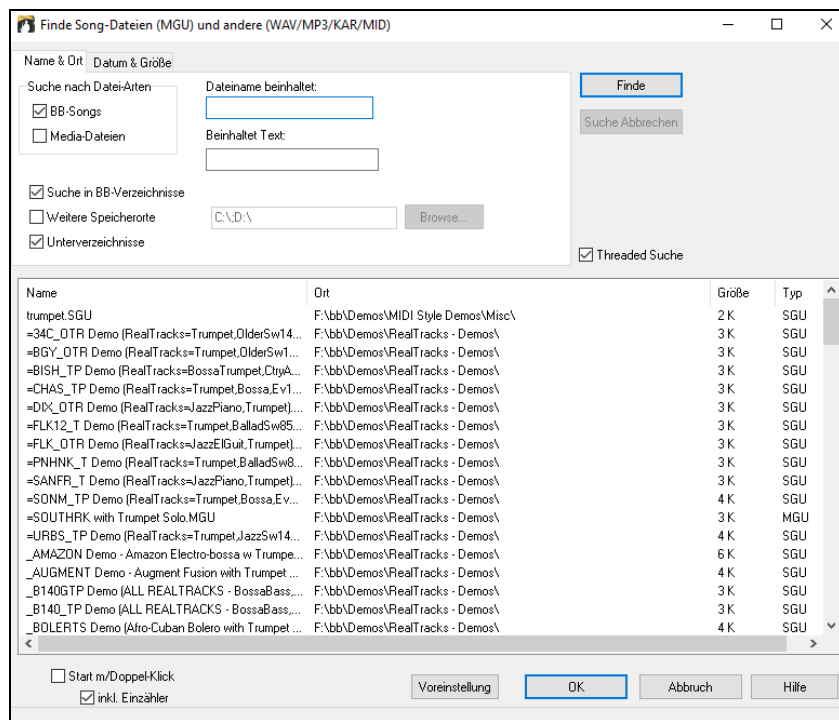 Finde Song-Dateien (MGU) und andere (WAV/MP3/KAR/MID)
Name & Ort Datum & Größe
Suche nach Datei-Arten Dateiname beinhaltet: Finde
BB-Songs
Suche Abbrechen
Media-Dateien Beinhaltet Text:
Suche in BB-Verzeichnisse
Weitere Speicherorte C:\;D:\ Browse...
Unterverzeichnisse
Threaded Suche
Name Ort Größe Typ
trumpet.SGU F:\bb\Demos\MIDI Style Demos\Misc\ 2 K SGU
=34C_OTR Demo (RealTracks=Trumpet,OlderSw14... F:\bb\Demos\RealTracks - Demos\ 3 K SGU
=BGY_OTR Demo (RealTracks=Trumpet,OlderSw1... F:\bb\Demos\RealTracks - Demos\ 3 K SGU
=BISH_TP Demo (RealTracks=BossaTrumpet,CtryA... F:\bb\Demos\RealTracks - Demos\ 3 K SGU
=CHAS_TP Demo (RealTracks=Trumpet,Bossa,Ev1... F:\bb\Demos\RealTracks - Demos\ 3 K SGU
=DIX_OTR Demo (RealTracks=JazzPiano,Trumpet).... F:\bb\Demos\RealTracks - Demos\ 3 K SGU
=FLK12_T Demo (RealTracks=Trumpet,BalladSw85... F:\bb\Demos\RealTracks - Demos\ 3 K SGU
=FLK_OTR Demo (RealTracks=JazzElGuit,Trumpet)... F:\bb\Demos\RealTracks - Demos\ 3 K SGU
=PNHNK_T Demo (RealTracks=Trumpet,BalladSw8... F:\bb\Demos\RealTracks - Demos\ 3 K SGU
=SANFR_T Demo (RealTracks=JazzPiano,Trumpet)... F:\bb\Demos\RealTracks - Demos\ 3 K SGU
=SONM_TP Demo (RealTracks=Trumpet,Bossa,Ev... F:\bb\Demos\RealTracks - Demos\ 4 K SGU
=SOUTHRK with Trumpet Solo.MGU F:\bb\Demos\RealTracks - Demos\ 3 K MGU
=URBS_TP Demo (RealTracks=Trumpet,JazzSw14... F:\bb\Demos\RealTracks - Demos\ 4 K SGU
_AMAZON Demo - Amazon Electro-bossa w Trumpe... F:\bb\Demos\RealTracks - Demos\ 6 K SGU
_AUGMENT Demo - Augment Fusion with Trumpet ... F:\bb\Demos\RealTracks - Demos\ 4 K SGU
_B140GTP Demo (ALL REALTRACKS - BossaBass,... F:\bb\Demos\RealTracks - Demos\ 3 K SGU
_B140_TP Demo (ALL REALTRACKS - BossaBass,... F:\bb\Demos\RealTracks - Demos\ 3 K SGU
_BOLERTS Demo (Afro-Cuban Bolero with Trumpet ... F:\bb\Demos\RealTracks - Demos\ 4 K SGU
Start m/Doppel-Klick
inkl. Einzähler Voreinstellung OK Abbruch Hilfe